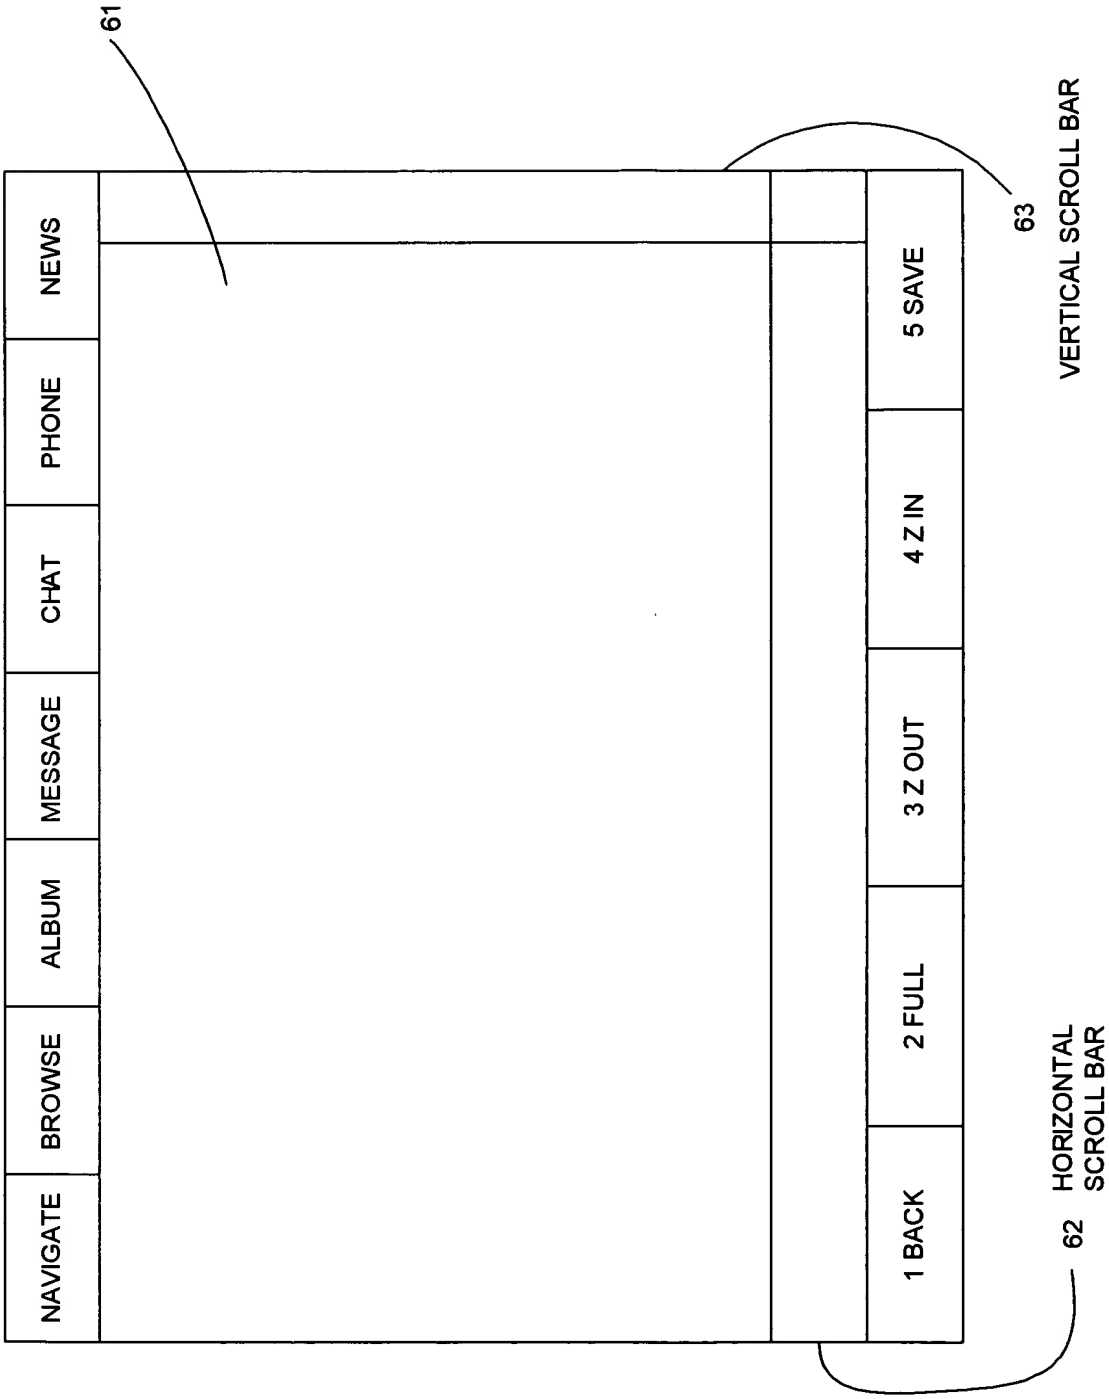 61
NAVIGATE
BROWSE
ALBUM
MESSAGE
CHAT
PHONE
NEWS
1 BACK
2 FULL
3 Z OUT
4 Z IN
5 SAVE
63
VERTICAL SCROLL BAR
62
HORIZONTAL
SCROLL BAR